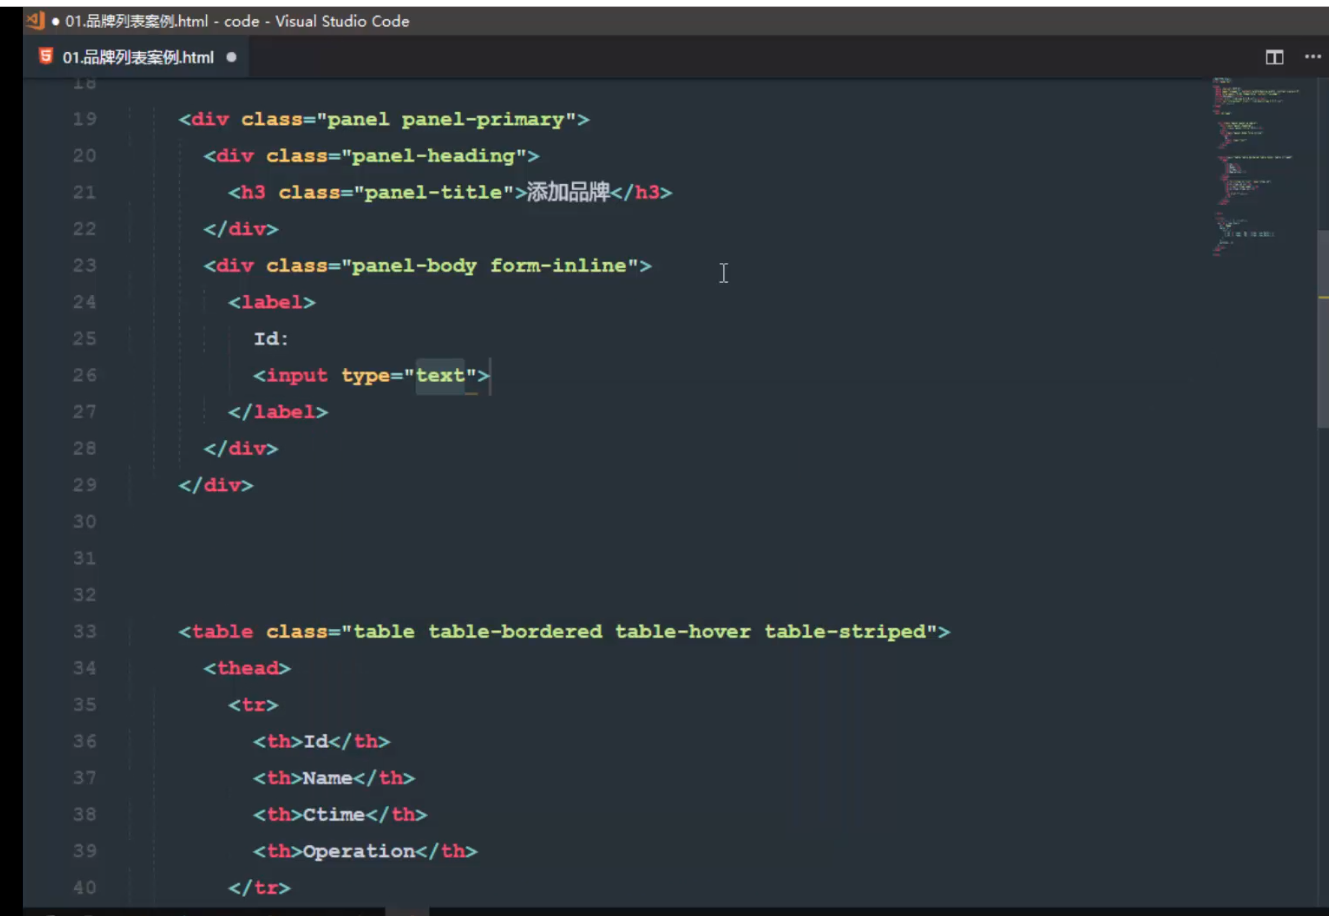 ● 01.品牌列表案例.html - code - Visual Studio Code
01.品牌列表案例.html ●
18
19 <div class="panel panel-primary">
20 <div class="panel-heading">
21 <h3 class="panel-title">添加品牌</h3>
22 </div>
23 <div class="panel-body form-inline">
24 <label>
25 Id:
26 <input type="text">
27 </label>
28 </div>
29 </div>
30
31
32
33 <table class="table table-bordered table-hover table-striped">
34 <thead>
35 <tr>
36 <th>Id</th>
37 <th>Name</th>
38 <th>Ctime</th>
39 <th>Operation</th>
40 </tr>